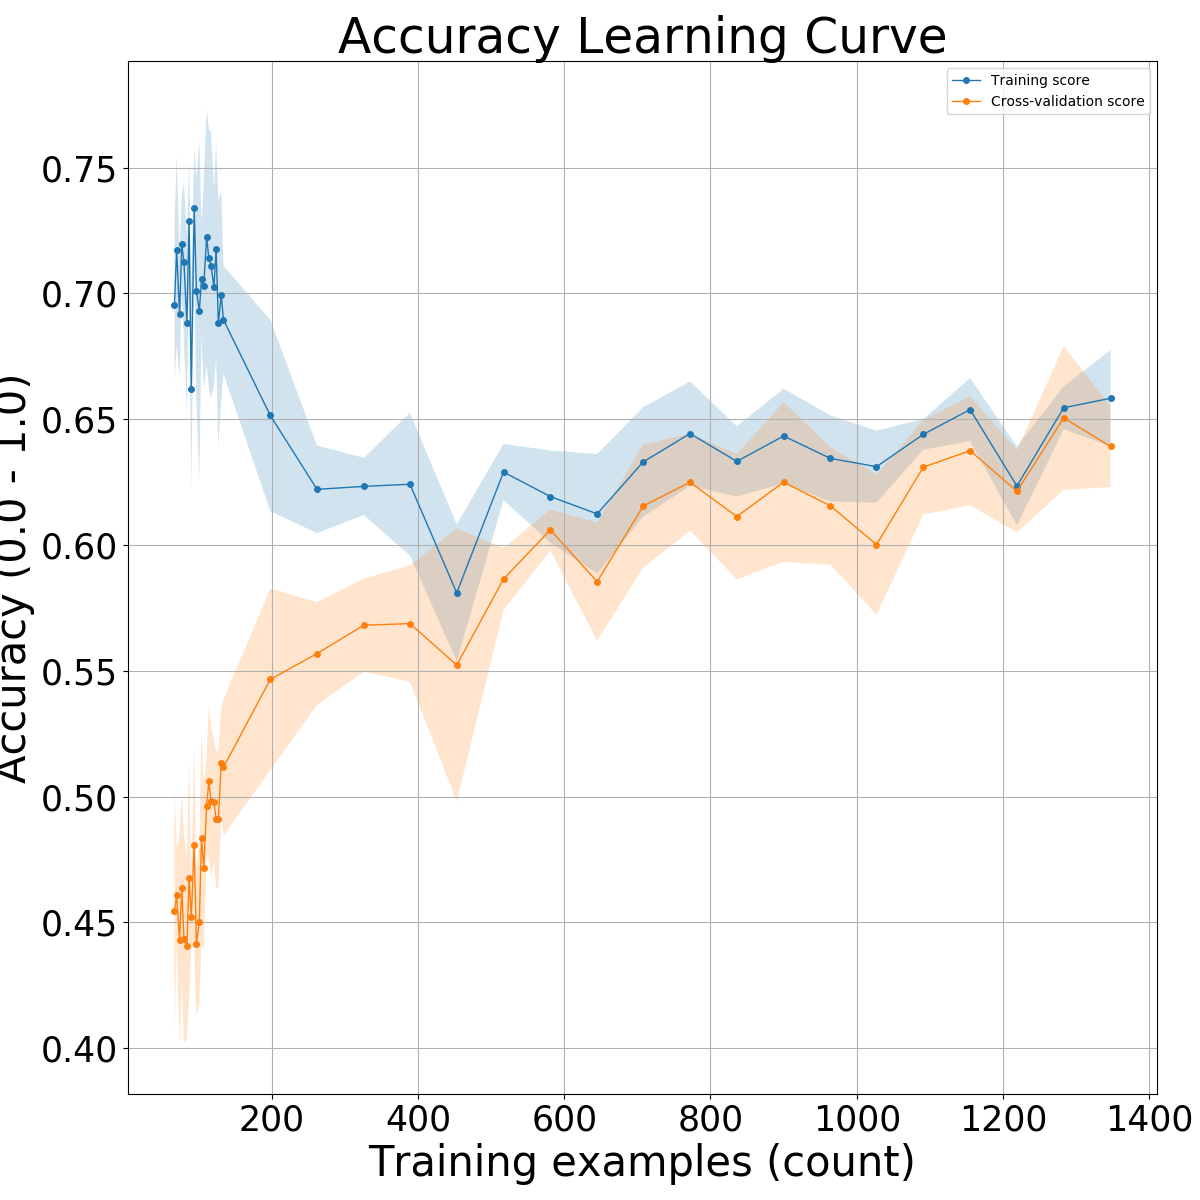 Accuracy Learning Curve
Training score
Cross-validation score
0.75
0.70
0.65
0.60
0.55
0.50
0.45
0.40
Accuracy (0.0 - 1.0)
200 400 600 800 1000 1200 1400
Training examples (count)